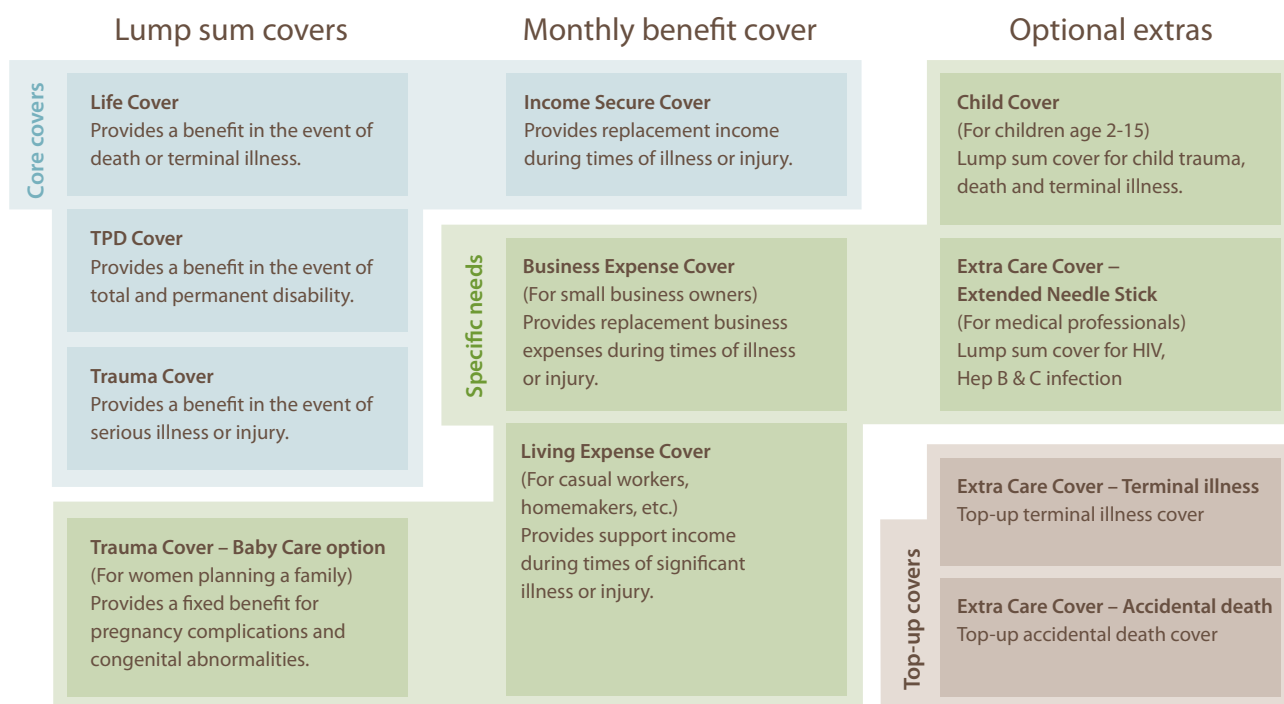 Lump sum covers
Monthly benefit cover
Optional extras
Core covers
Life Cover
Provides a benefit in the event of
death or terminal illness.
TPD Cover
Provides a benefit in the event of
total and permanent disability.
Trauma Cover
Provides a benefit in the event of
serious illness or injury.
Trauma Cover – Baby Care option
(For women planning a family)
Provides a fixed benefit for
pregnancy complications and
congenital abnormalities.
Income Secure Cover
Provides replacement income
during times of illness or injury.
Specific needs
Business Expense Cover
(For small business owners)
Provides replacement business
expenses during times of illness
or injury.
Living Expense Cover
(For casual workers,
homemakers, etc.)
Provides support income
during times of significant
illness or injury.
Child Cover
(For children age 2-15)
Lump sum cover for child trauma,
death and terminal illness.
Extra Care Cover –
Extended Needle Stick
(For medical professionals)
Lump sum cover for HIV,
Hep B & C infection
Top-up covers
Extra Care Cover – Terminal illness
Top-up terminal illness cover
Extra Care Cover – Accidental death
Top-up accidental death cover